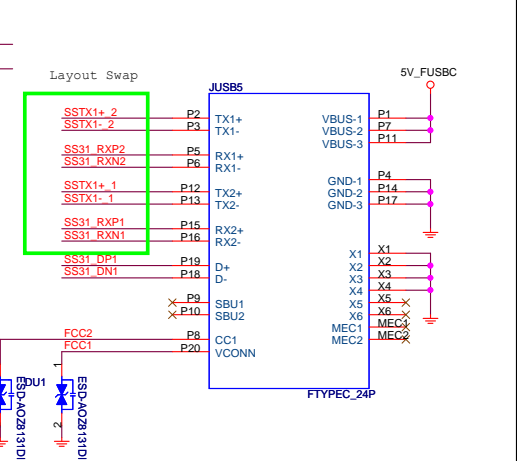 Layout Swap
5V_FUSBC
JUSB5
SSTX1+_2 P2 TX1+ VBUS-1 P1
SSTX1-_2 P3 TX1- VBUS-2 P7
VBUS-3 P11
SS31_RXP2 P5 RX1+
SS31_RXN2 P6 RX1-
GND-1 P4
SSTX1+_1 P12 TX2+ GND-2 P14
SSTX1-_1 P13 TX2- GND-3 P17
SS31_RXP1 P15 RX2+
SS31_RXN1 P16 RX2-
X1 X1
SS31_DP1 P19 D+ X2 X2
SS31_DN1 P18 D- X3 X3
X4 X4
P9 SBU1 X5 X5
P10 SBU2 X6 X6
MEC1 MEC1
FCC2 P8 CC1 MEC2 MEC2
FCC1 P20 VCONN
FTYPEC_24P
1
DU1
ESD-AOZ8131DI
ESD-AOZ8131DI
2